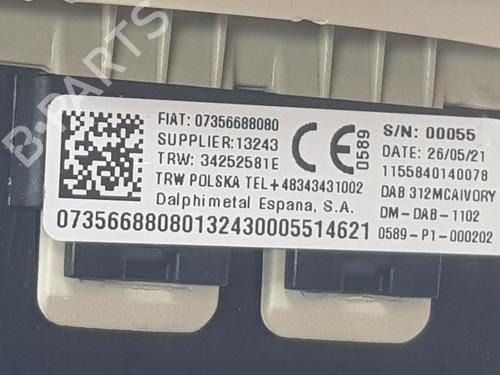 B-PARTS
FIAT: 07356688080
SUPPLIER:13243
TRW: 34252581E
TRW POLSKA TEL+48343431002
Dalphimetal Espana, S.A.
07356688080132430005514621
CE
0589
S/N: 00055
DATE: 26/05/21
1155840140078
DAB 312MCAIVORY
DM-DAB-1102
0589-P1-000202